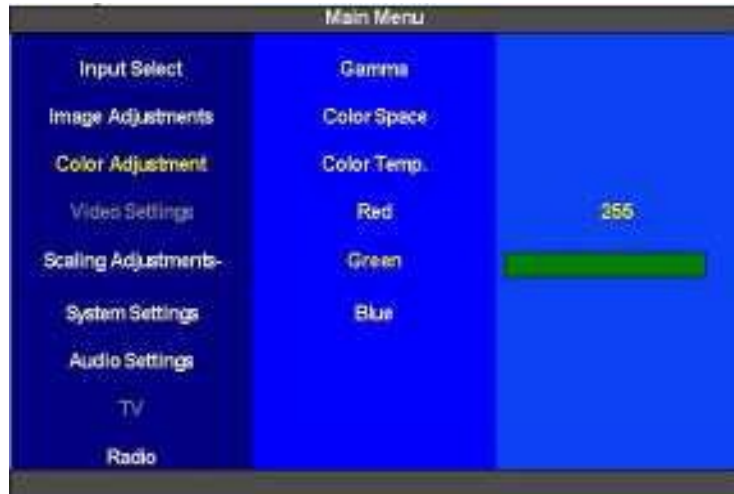 Main Menu
Input Select
Image Adjustments
Color Adjustment
Video Settings
Scaling Adjustments-
System Settings
Audio Settings
TV
Radio
Gamma
Color Space
Color Temp.
Red
Green
Blue
255